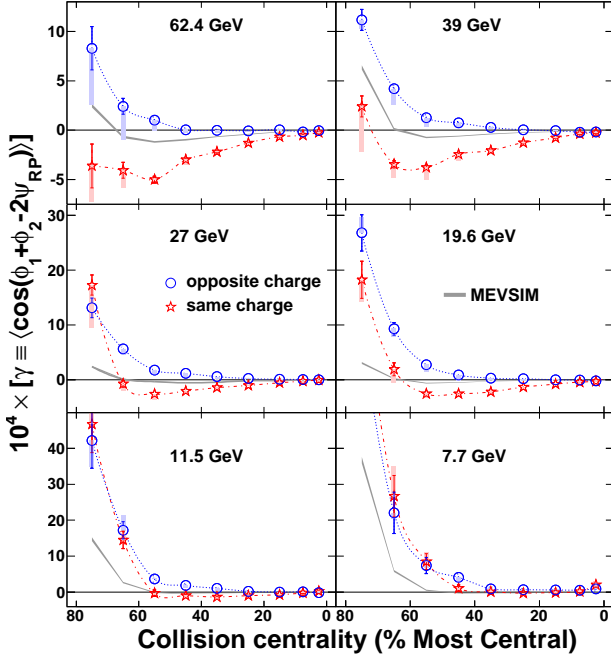 62.4 GeV
39 GeV
10
5
0
-5
27 GeV
19.6 GeV
opposite charge
same charge
MEVSIM
30
20
10
0
11.5 GeV
7.7 GeV
40
30
20
10
0
80 60 40 20 0
80 60 40 20 0
Collision centrality (% Most Central)
10⁴ × [γ ≡ ⟨cos(ϕ₁+ϕ₂-2ψ_RP)⟩]